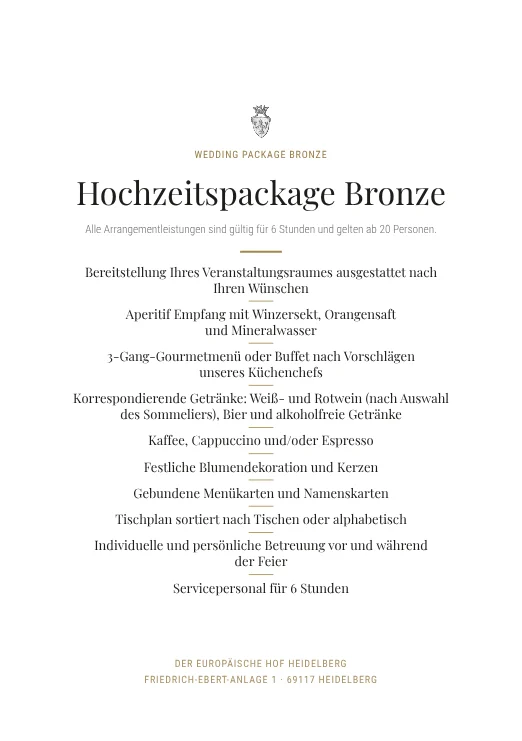 WEDDING PACKAGE BRONZE
Hochzeitspackage Bronze
Alle Arrangementleistungen sind gültig für 6 Stunden und gelten ab 20 Personen.
Bereitstellung Ihres Veranstaltungsraumes ausgestattet nach
Ihren Wünschen
Aperitif Empfang mit Winzersekt, Orangensaft
und Mineralwasser
3-Gang-Gourmetmenü oder Buffet nach Vorschlägen
unseres Küchenchefs
Korrespondierende Getränke: Weiß- und Rotwein (nach Auswahl
des Sommeliers), Bier und alkoholfreie Getränke
Kaffee, Cappuccino und/oder Espresso
Festliche Blumendekoration und Kerzen
Gebundene Menükarten und Namenskarten
Tischplan sortiert nach Tischen oder alphabetisch
Individuelle und persönliche Betreuung vor und während
der Feier
Servicepersonal für 6 Stunden
DER EUROPÄISCHE HOF HEIDELBERG
FRIEDRICH-EBERT-ANLAGE 1 · 69117 HEIDELBERG